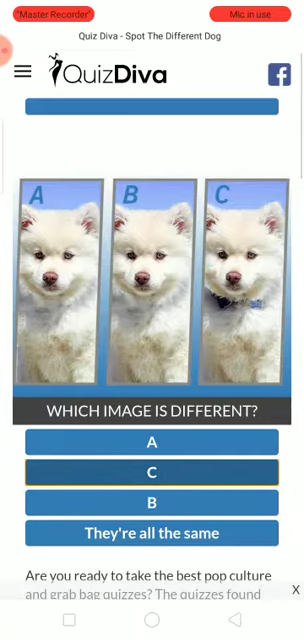 "Master Recorder"
Mic in use
Quiz Diva - Spot The Different Dog
QuizDiva
A B C
WHICH IMAGE IS DIFFERENT?
A
C
B
They're all the same
Are you ready to take the best pop culture
and grab bag quizzes? The quizzes found
X